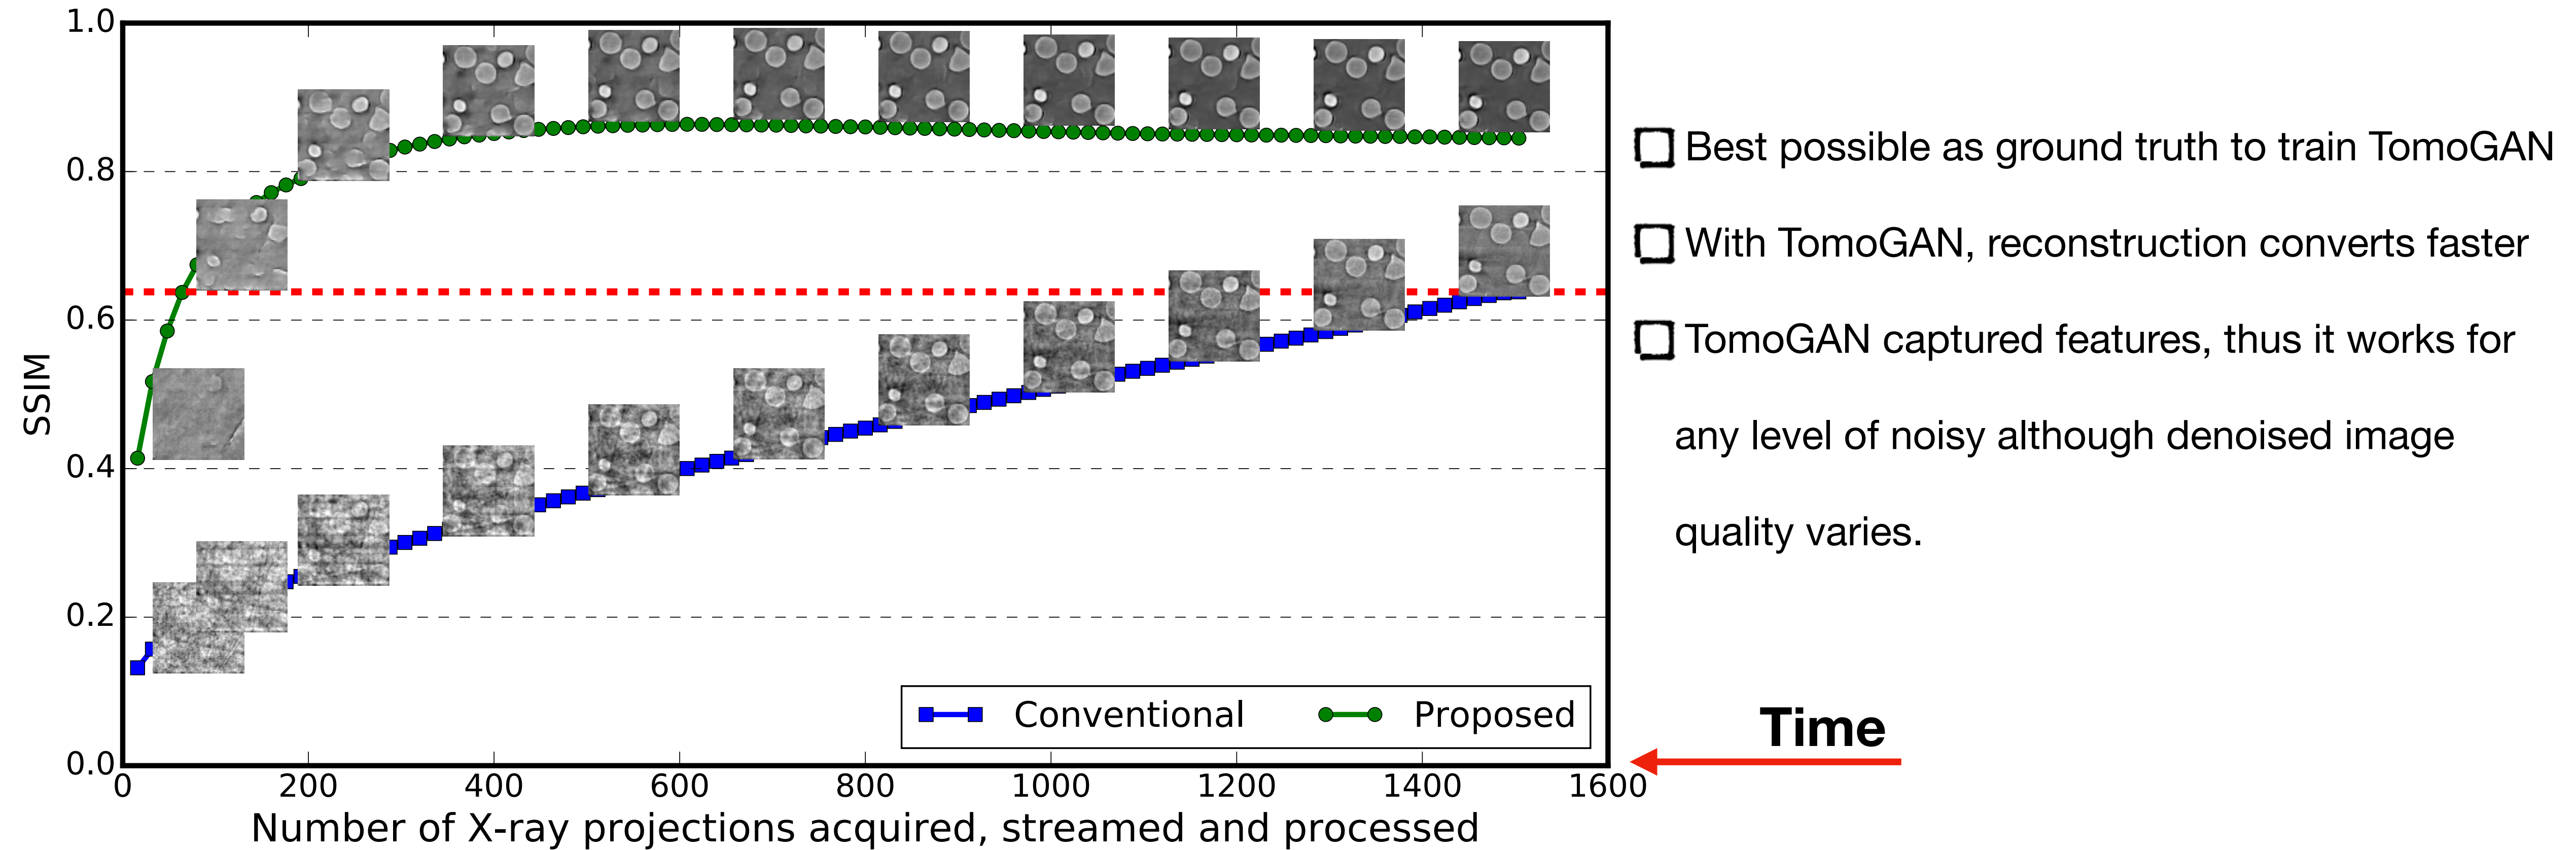 1.0
0.8
0.6
0.4
0.2
0.0
SSIM
0 200 400 600 800 1000 1200 1400 1600
Number of X-ray projections acquired, streamed and processed
Conventional Proposed
Best possible as ground truth to train TomoGAN
With TomoGAN, reconstruction converts faster
TomoGAN captured features, thus it works for
any level of noisy although denoised image
quality varies.
Time